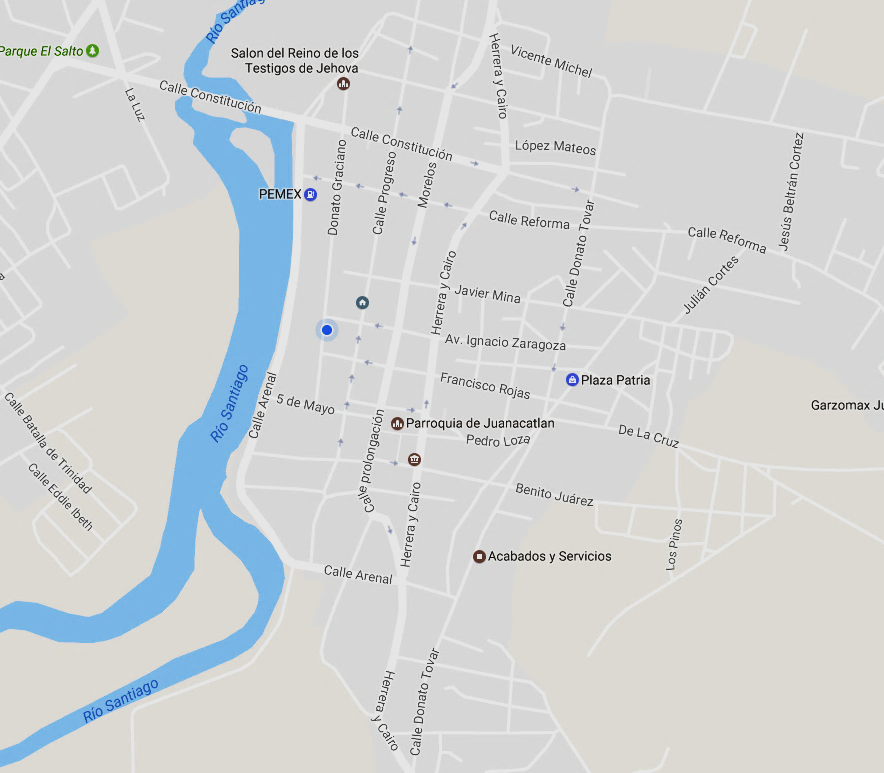 Río Santiag
Parque El Salto
Salon del Reino de los
Testigos de Jehova
Herrera y Cairo
Vicente Michel
Calle Constitución
La Luz
Calle Constitución
López Mateos
Donato Graciano
Calle Progreso
Morelos
PEMEX
Calle Reforma
Calle Donato Tovar
Calle Reforma
Jesús Beltrán Cortez
Julián Cortes
Herrera y Cairo
Javier Mina
Av. Ignacio Zaragoza
Francisco Rojas
Plaza Patria
Garzomax Ju
Río Santiago
Calle Arenal
5 de Mayo
Parroquia de Juanacatlan
Pedro Loza
De La Cruz
Calle Batalla de Trinidad
Calle Eddie Ibeth
Calle prolongación
Herrera y Cairo
Benito Juárez
Los Pinos
Acabados y Servicios
Calle Arenal
Río Santiago
Herrera y Cairo
Calle Donato Tovar